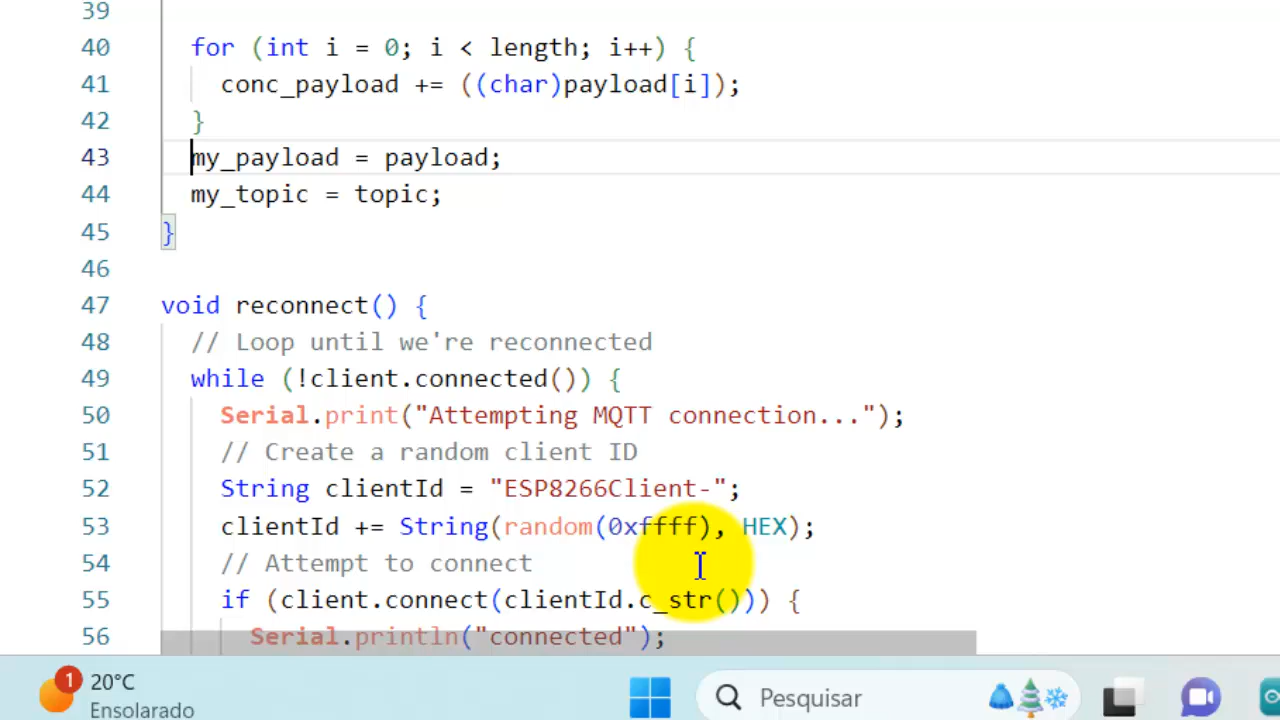 39
40 for (int i = 0; i < length; i++) {
41 conc_payload += ((char)payload[i]);
42 }
43 my_payload = payload;
44 my_topic = topic;
45 }
46
47 void reconnect() {
48 // Loop until we're reconnected
49 while (!client.connected()) {
50 Serial.print("Attempting MQTT connection...");
51 // Create a random client ID
52 String clientId = "ESP8266Client-";
53 clientId += String(random(0xffff), HEX);
54 // Attempt to connect
55 if (client.connect(clientId.c_str())) {
56 Serial.println("connected");
1
20°C
Ensolarado
Pesquisar